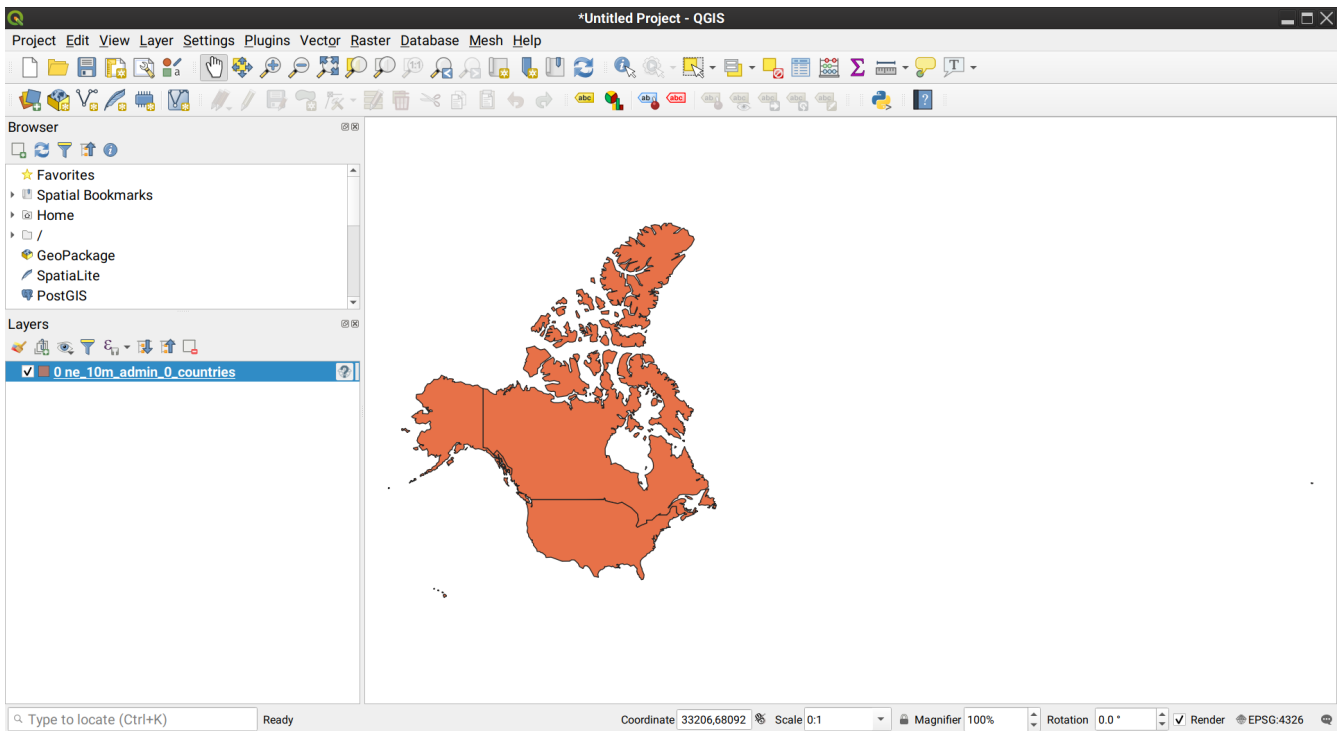 *Untitled Project - QGIS
Project Edit View Layer Settings Plugins Vector Raster Database Mesh Help
Browser
Favorites
Spatial Bookmarks
Home
/
GeoPackage
SpatiaLite
PostGIS
Layers
0 ne_10m_admin_0_countries
Type to locate (Ctrl+K) Ready Coordinate 33206,68092 Scale 0:1 Magnifier 100% Rotation 0.0 ° Render EPSG:4326